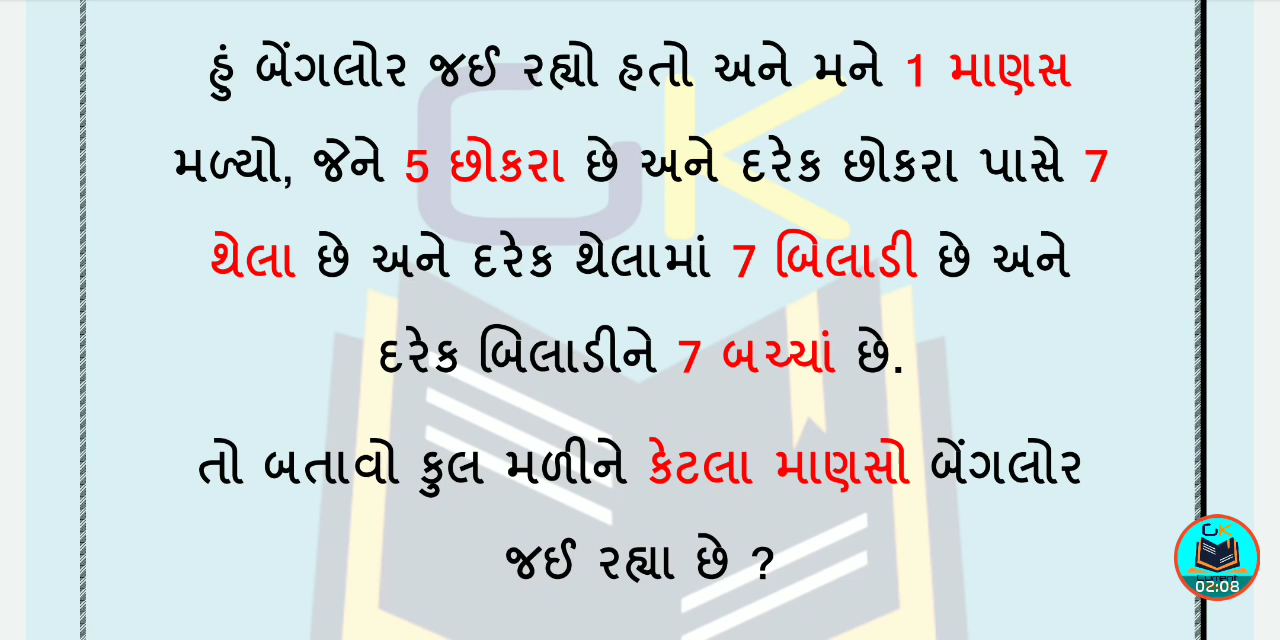 હું બેંગલોર જઈ રહ્યો હતો અને મને 1 માણસ
મળ્યો, જેને 5 છોકરા છે અને દરેક છોકરા પાસે 7
થેલા છે અને દરેક થેલામાં 7 બિલાડી છે અને
દરેક બિલાડીને 7 બચ્ચાં છે.
તો બતાવો કુલ મળીને કેટલા માણસો બેંગલોર
જઈ રહ્યા છે ?
GK
GK
02:08